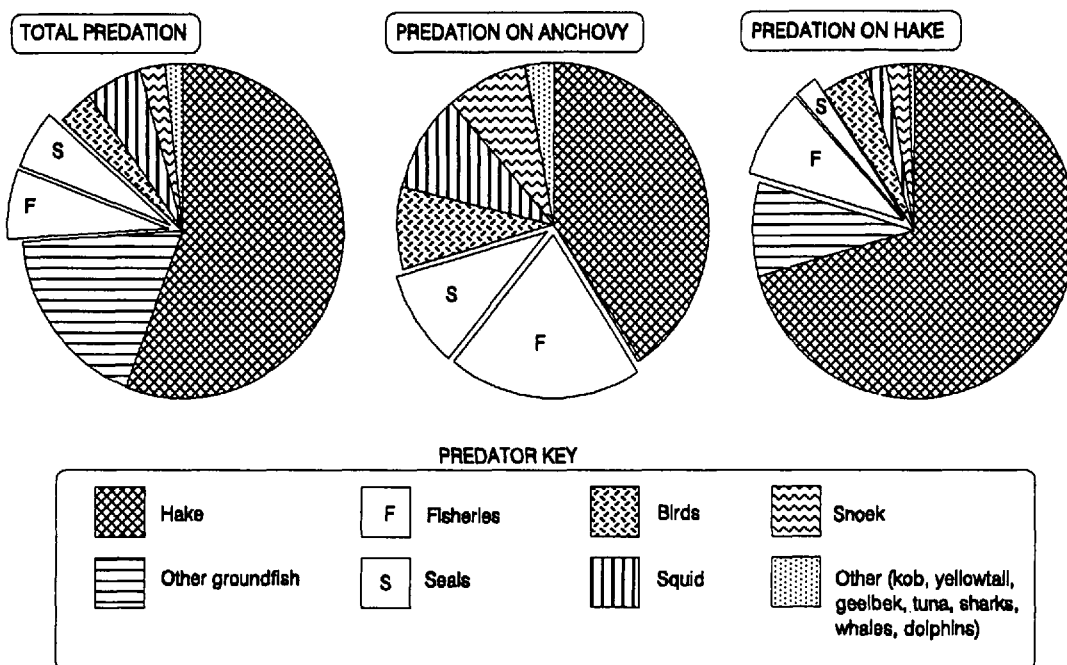 TOTAL PREDATION
PREDATION ON ANCHOVY
PREDATION ON HAKE
S
F
S
F
S
F
PREDATOR KEY
Hake
F Fisheries
Birds
Snoek
Other groundfish
S Seals
Squid
Other (kob, yellowtail,
geelbek, tuna, sharks,
whales, dolphins)